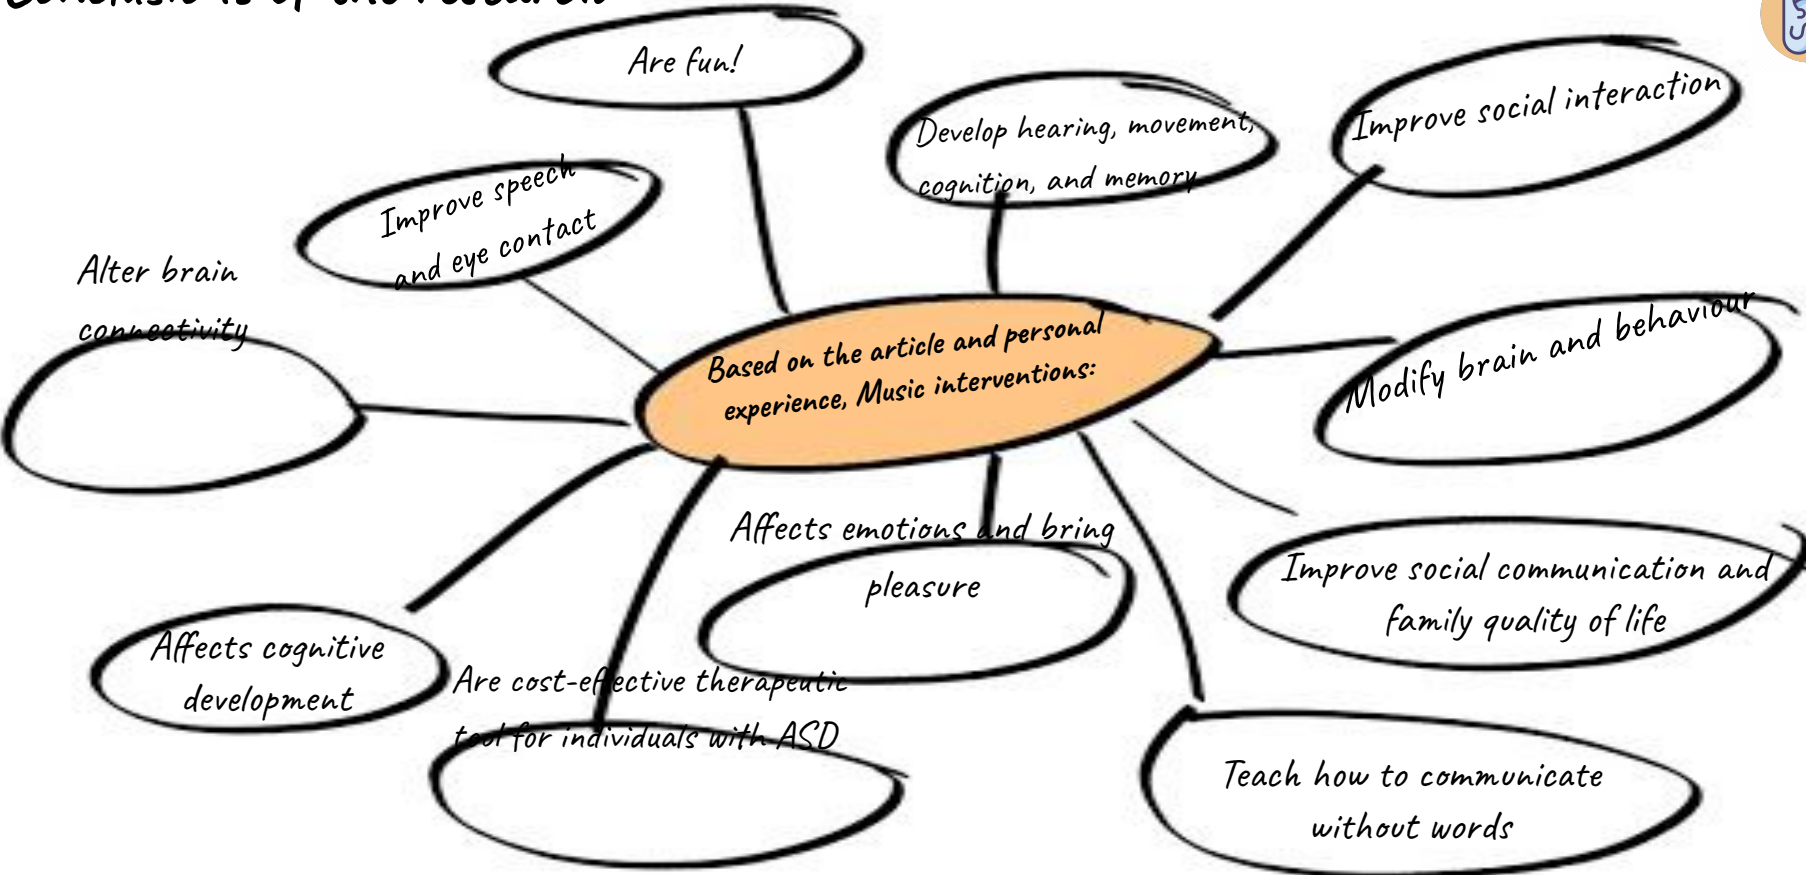 of the research
Are fun!
Develop hearing, movement,
cognition, and memory
Improve social interaction
Improve speech
and eye contact
Alter brain
connectivity
Based on the article and personal
experience, Music interventions:
Modify brain and behaviour
Affects emotions and bring
pleasure
Improve social communication and
family quality of life
Affects cognitive
development
Are cost-effective therapeutic
tool for individuals with ASD
Teach how to communicate
without words